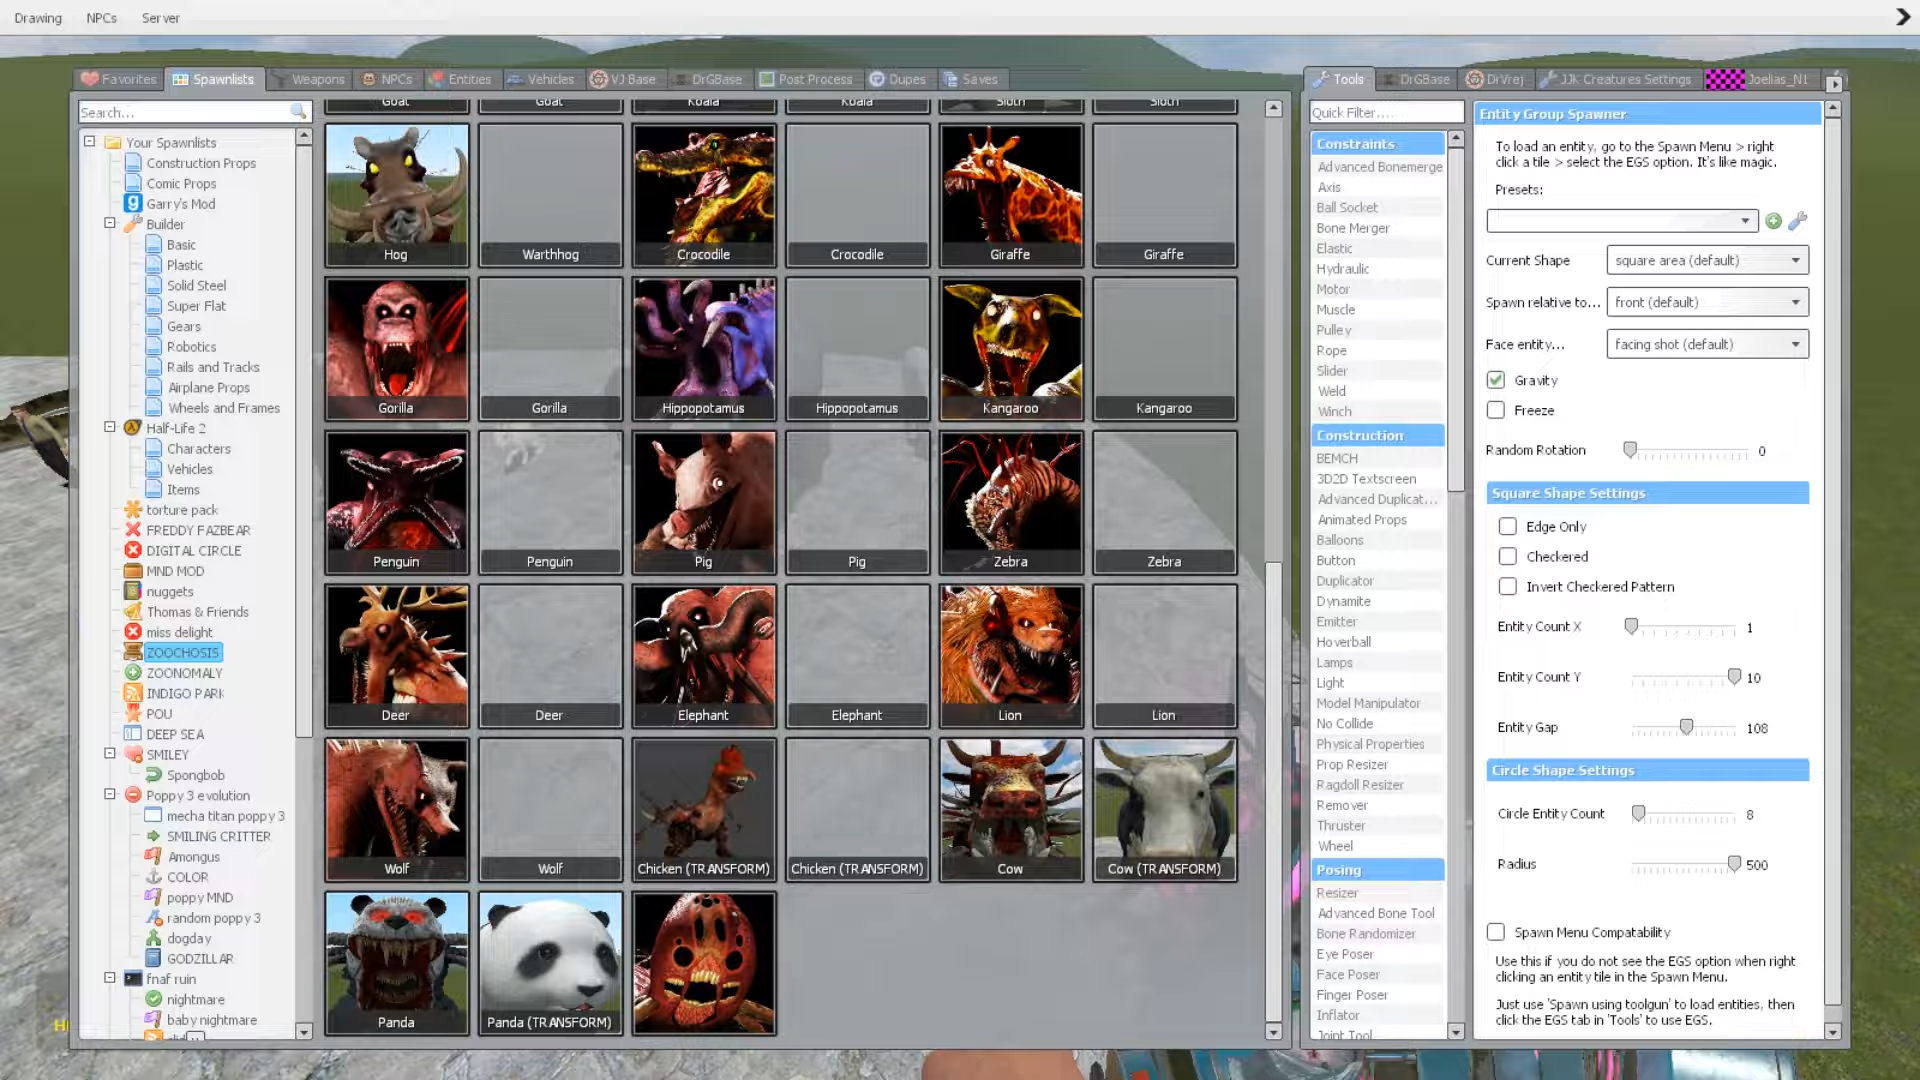 Drawing NPCs Server
Favorites Spawnlists Weapons NPCs Entities Vehicles VJ Base DrGBase Post Process Dupes Saves
Search...
Your Spawnlists
Construction Props
Comic Props
Garry's Mod
Builder
Basic
Plastic
Solid Steel
Super Flat
Gears
Robotics
Rails and Tracks
Airplane Props
Wheels and Frames
Half-Life 2
Characters
Vehicles
Items
torture pack
FREDDY FAZBEAR
DIGITAL CIRCLE
MND MOD
nuggets
Thomas & Friends
miss delight
ZOOCHOSIS
ZOONOMALY
INDIGO PARK
POU
DEEP SEA
SMILEY
Spongbob
Poppy 3 evolution
mecha titan poppy 3
SMILING CRITTER
Amongus
COLOR
poppy MND
random poppy 3
dogday
GODZILLAR
fnaf ruin
nightmare
baby nightmare
Goat Goat Koala Koala Sloth Sloth
Hog Warthhog Crocodile Crocodile Giraffe Giraffe
Gorilla Gorilla Hippopotamus Hippopotamus Kangaroo Kangaroo
Penguin Penguin Pig Pig Zebra Zebra
Deer Deer Elephant Elephant Lion Lion
Wolf Wolf Chicken (TRANSFORM) Chicken (TRANSFORM) Cow Cow (TRANSFORM)
Panda Panda (TRANSFORM)
Tools DrGBase DrVrej JJK Creatures Settings Joelias_N1
Quick Filter....
Constraints
Advanced Bonemerge
Axis
Ball Socket
Bone Merger
Elastic
Hydraulic
Motor
Muscle
Pulley
Rope
Slider
Weld
Winch
Construction
BEMCH
3D2D Textscreen
Advanced Duplicat...
Animated Props
Balloons
Button
Duplicator
Dynamite
Emitter
Hoverball
Lamps
Light
Model Manipulator
No Collide
Physical Properties
Prop Resizer
Ragdoll Resizer
Remover
Thruster
Wheel
Posing
Resizer
Advanced Bone Tool
Bone Randomizer
Eye Poser
Face Poser
Finger Poser
Inflator
Joint Tool
Entity Group Spawner
To load an entity, go to the Spawn Menu > right
click a tile > select the EGS option. It's like magic.
Presets:
Current Shape square area (default)
Spawn relative to... front (default)
Face entity... facing shot (default)
Gravity
Freeze
Random Rotation 0
Square Shape Settings
Edge Only
Checkered
Invert Checkered Pattern
Entity Count X 1
Entity Count Y 10
Entity Gap 108
Circle Shape Settings
Circle Entity Count 8
Radius 500
Spawn Menu Compatability
Use this if you do not see the EGS option when right
clicking an entity tile in the Spawn Menu.
Just use 'Spawn using toolgun' to load entities, then
click the EGS tab in 'Tools' to use EGS.